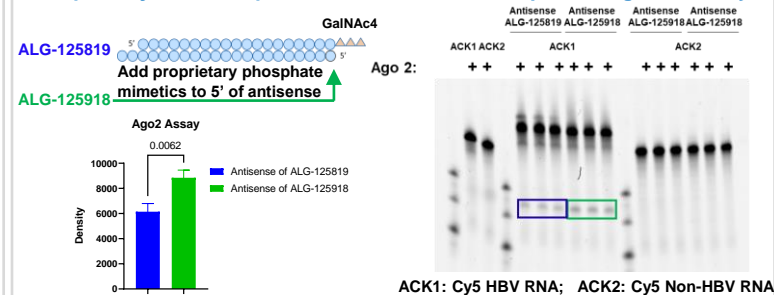 GalNAc4
ALG-125819
5'
5'
Add proprietary phosphate
mimetics to 5' of antisense
ALG-125918
Ago2 Assay
0.0062
10000
8000
6000
4000
2000
0
Density
Antisense of ALG-125819
Antisense of ALG-125918
Antisense Antisense
ALG-125819 ALG-125918
Antisense Antisense
ALG-125918 ALG-125918
ACK1 ACK2
ACK1
ACK2
Ago 2:
+ + + + + + + + + + + + + +
ACK1: Cy5 HBV RNA; ACK2: Cy5 Non-HBV RNA